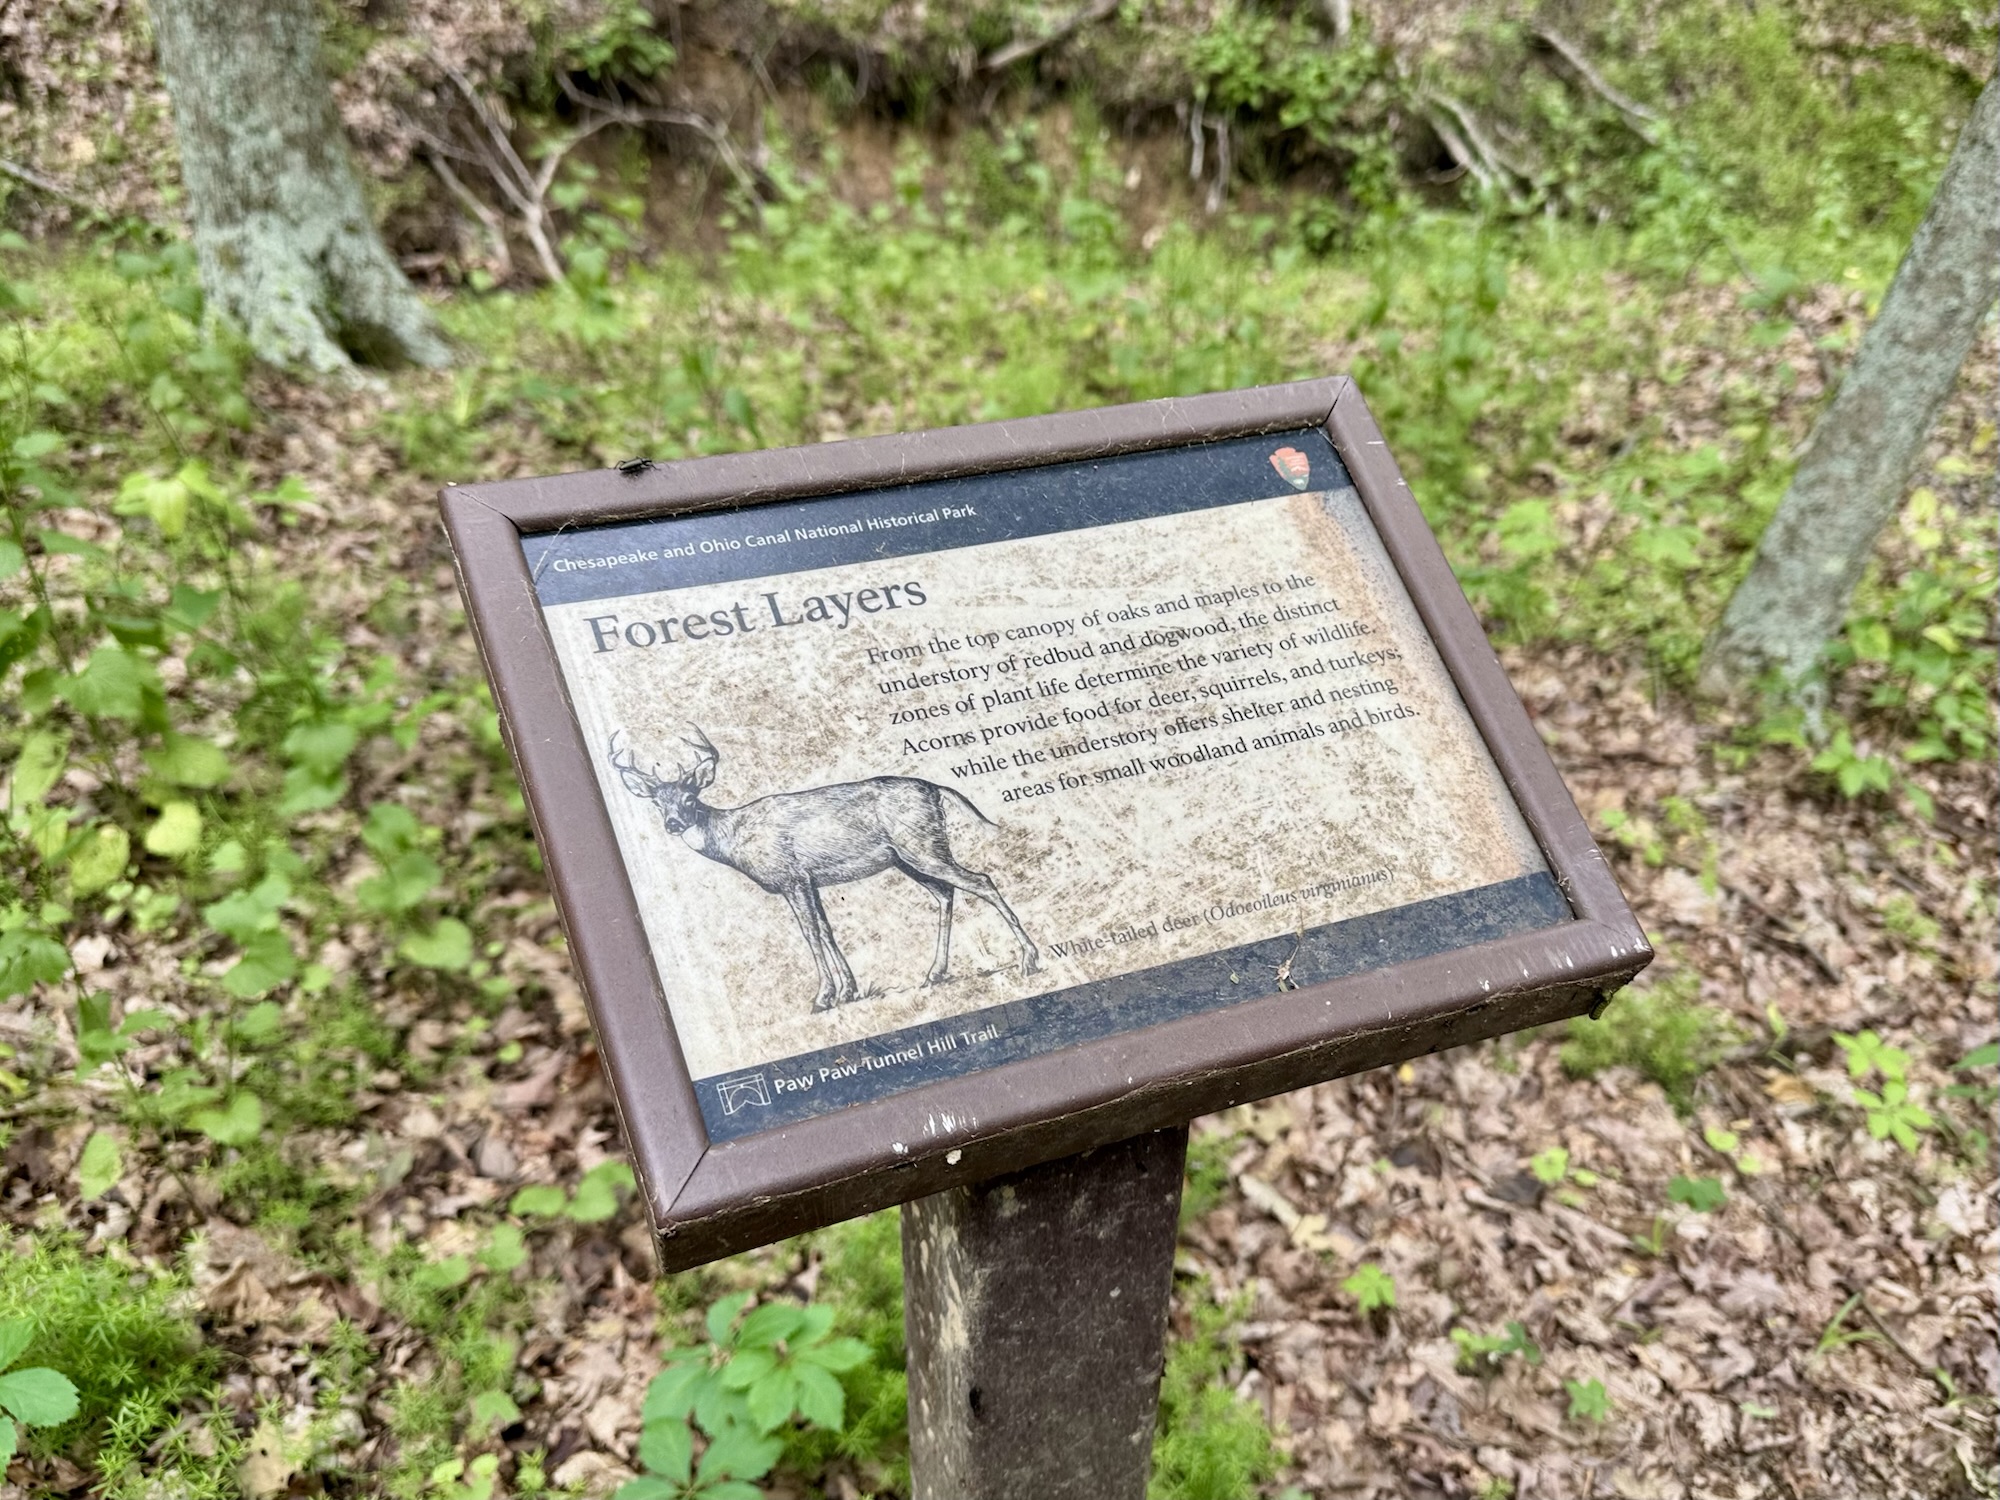 Chesapeake and Ohio Canal National Historical Park
Forest Layers
From the top canopy of oaks and maples to the
understory of redbud and dogwood, the distinct
zones of plant life determine the variety of wildlife.
Acorns provide food for deer, squirrels, and turkeys;
while the understory offers shelter and nesting
areas for small woodland animals and birds.
White-tailed deer (Odocoileus virginianus)
Paw Paw Tunnel Hill Trail